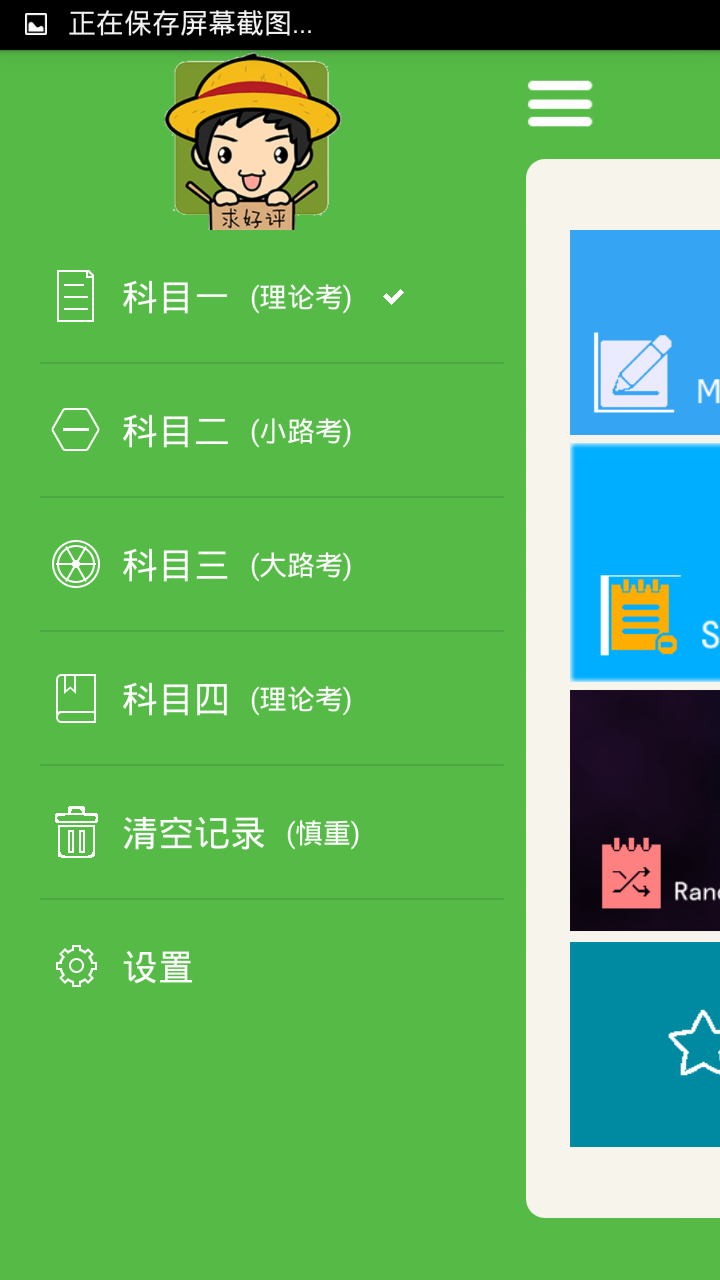 正在保存屏幕截图...
求好评
科目一 (理论考)
科目二 (小路考)
科目三 (大路考)
科目四 (理论考)
清空记录 (慎重)
设置
M
S
Rand